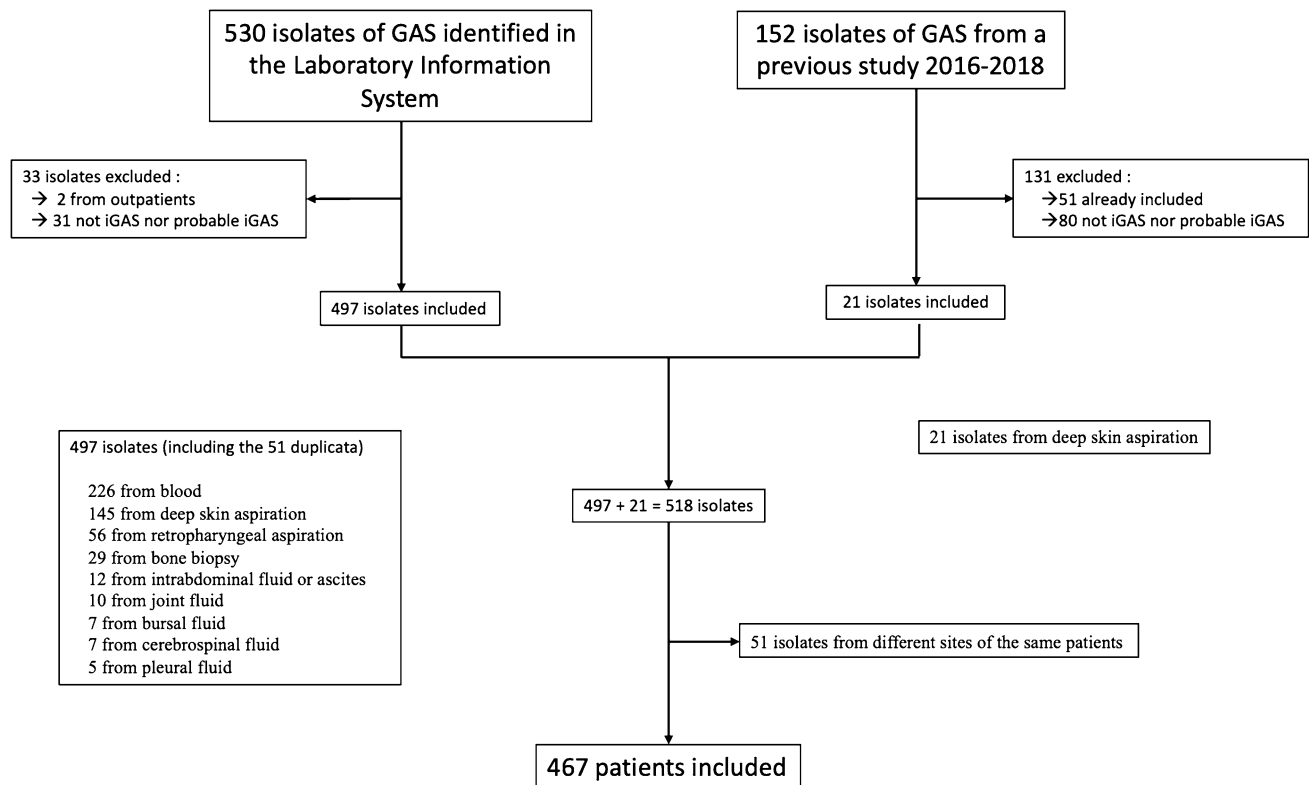 530 isolates of GAS identified in
the Laboratory Information
System
152 isolates of GAS from a
previous study 2016-2018
33 isolates excluded :
→ 2 from outpatients
→ 31 not iGAS nor probable iGAS
131 excluded :
→51 already included
→80 not iGAS nor probable iGAS
497 isolates included
21 isolates included
497 isolates (including the 51 duplicata)
226 from blood
145 from deep skin aspiration
56 from retropharyngeal aspiration
29 from bone biopsy
12 from intrabdominal fluid or ascites
10 from joint fluid
7 from bursal fluid
7 from cerebrospinal fluid
5 from pleural fluid
21 isolates from deep skin aspiration
497 + 21 = 518 isolates
51 isolates from different sites of the same patients
467 patients included